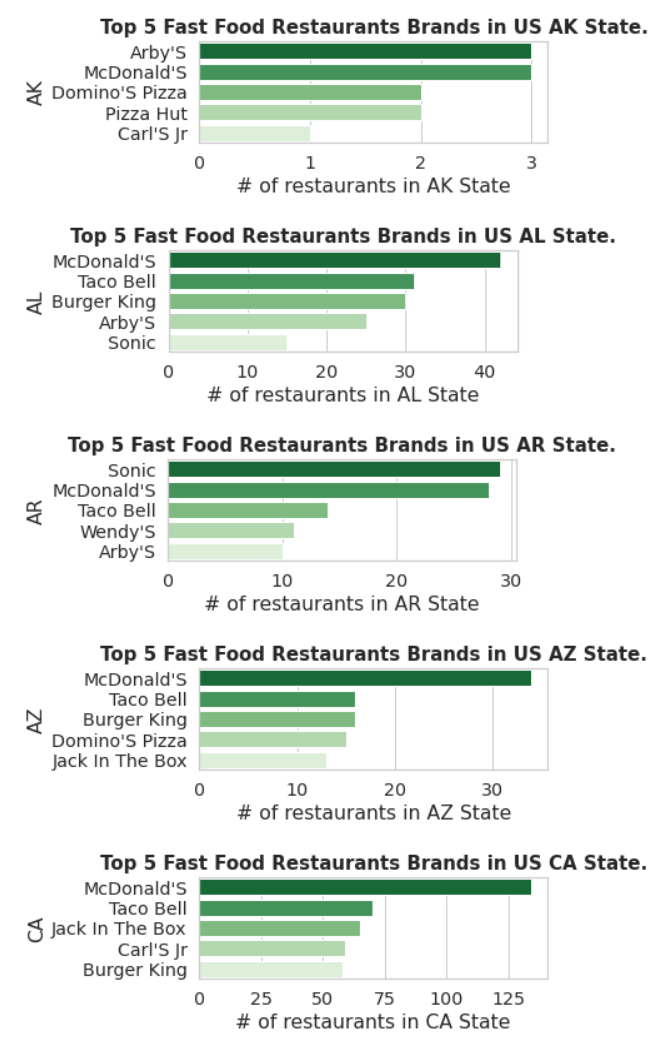 Top 5 Fast Food Restaurants Brands in US AK State.
AK
Arby'S
McDonald'S
Domino'S Pizza
Pizza Hut
Carl'S Jr
0 1 2 3
# of restaurants in AK State
Top 5 Fast Food Restaurants Brands in US AL State.
AL
McDonald'S
Taco Bell
Burger King
Arby'S
Sonic
0 10 20 30 40
# of restaurants in AL State
Top 5 Fast Food Restaurants Brands in US AR State.
AR
Sonic
McDonald'S
Taco Bell
Wendy'S
Arby'S
0 10 20 30
# of restaurants in AR State
Top 5 Fast Food Restaurants Brands in US AZ State.
AZ
McDonald'S
Taco Bell
Burger King
Domino'S Pizza
Jack In The Box
0 10 20 30
# of restaurants in AZ State
Top 5 Fast Food Restaurants Brands in US CA State.
CA
McDonald'S
Taco Bell
Jack In The Box
Carl'S Jr
Burger King
0 25 50 75 100 125
# of restaurants in CA State